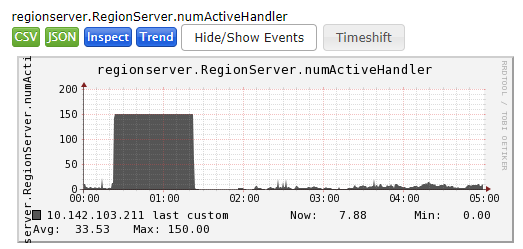 regionserver.RegionServer.numActiveHandler
CSV JSON Inspect Trend Hide/Show Events Timeshift
regionserver.RegionServer.numActiveHandler
RRDTOOL / TOBI OETIKER
server.RegionServer.numActi
200
150
100
50
0
00:00 01:00 02:00 03:00 04:00 05:00
10.142.103.211 last custom Now: 7.88 Min: 0.00
Avg: 33.53 Max: 150.00